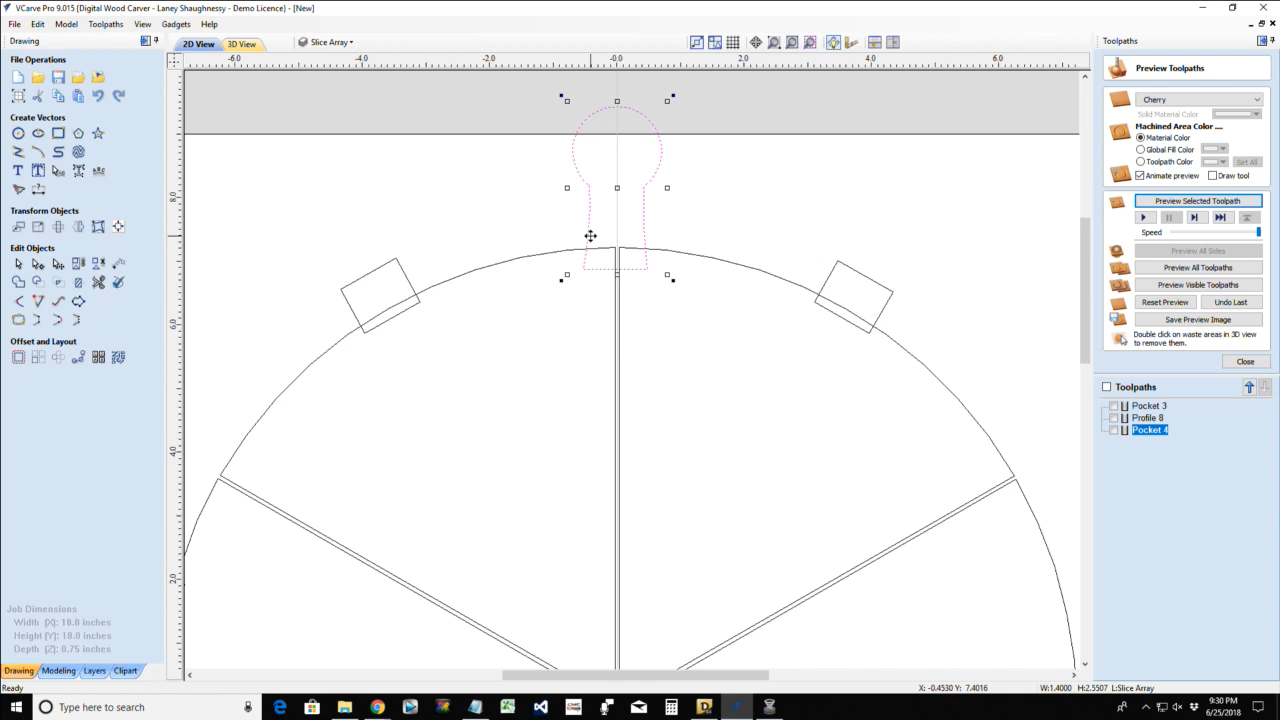 VCarve Pro 9.015 {Digital Wood Carver - Laney Shaughnessy - Demo Licence} - [New]
File Edit Model Toolpaths View Gadgets Help
Drawing
2D View 3D View Slice Array
Toolpaths
-6.0 -4.0 -2.0 -0.0 2.0 4.0 6.0
8.0
6.0
4.0
2.0
File Operations
Create Vectors
Transform Objects
Edit Objects
Offset and Layout
Job Dimensions
Width (X): 18.0 inches
Height (Y): 18.0 inches
Depth (Z): 0.75 inches
Drawing Modeling Layers Clipart
Ready
Preview Toolpaths
Cherry
Solid Material Color
Machined Area Color ....
Material Color
Global Fill Color
Toolpath Color Set All
Animate preview Draw tool
Preview Selected Toolpath
Speed
Preview All Sides
Preview All Toolpaths
Preview Visible Toolpaths
Reset Preview Undo Last
Save Preview Image
Double click on waste areas in 3D view
to remove them.
Close
Toolpaths
Pocket 3
Profile 8
Pocket 4
X: -0.4530 Y: 7.4016 W:1.4000 H:2.5507 L:Slice Array
Type here to search
9:30 PM
6/25/2018